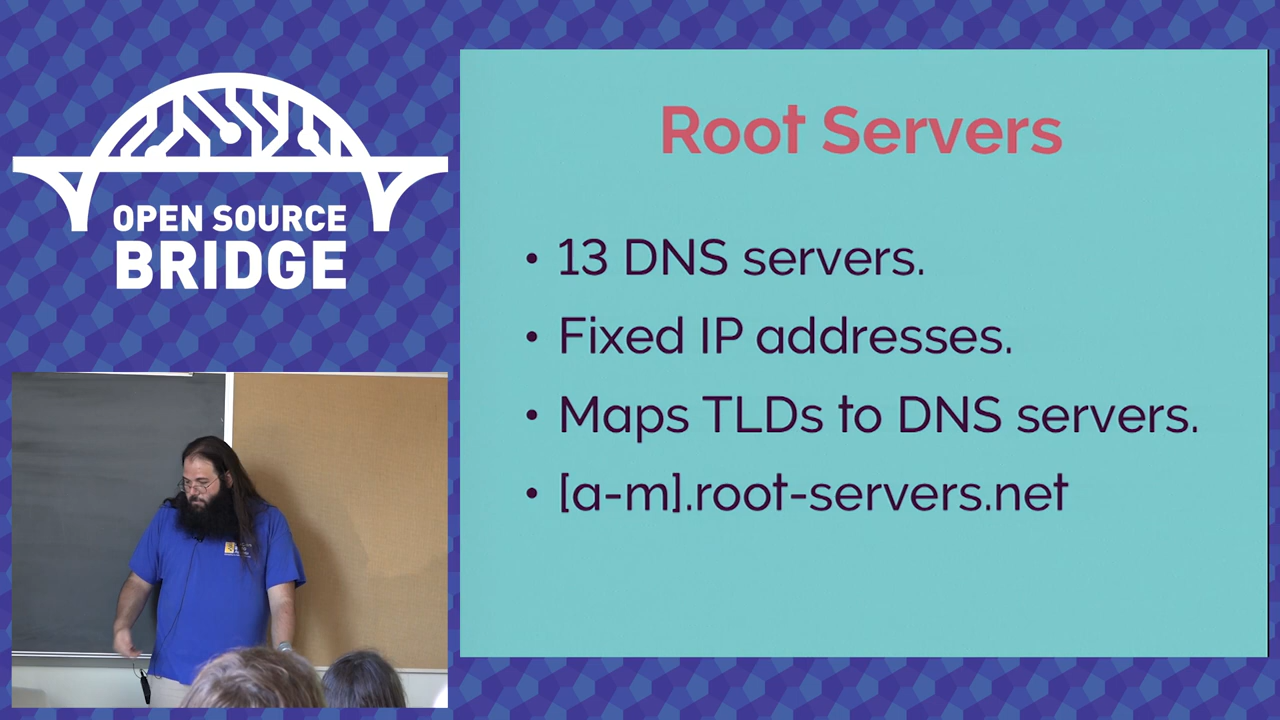 OPEN SOURCE
BRIDGE
Root Servers
• 13 DNS servers.
• Fixed IP addresses.
• Maps TLDs to DNS servers.
• [a-m].root-servers.net